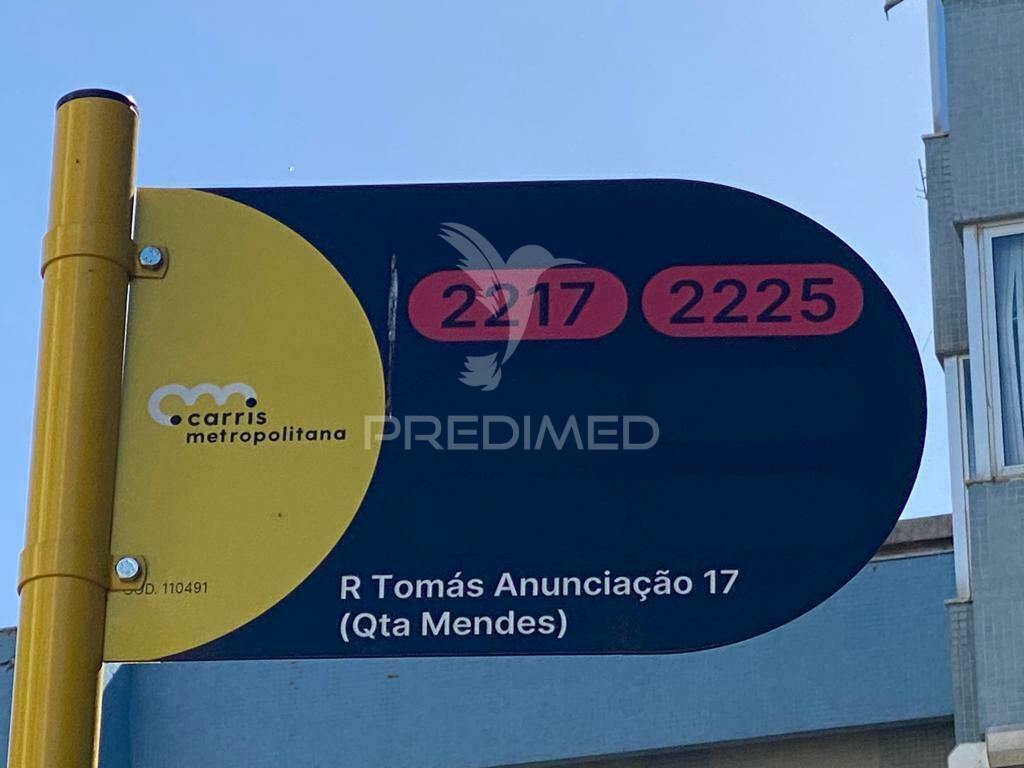 2217 2225
carris
metropolitana
PREDIMED
COD. 110491
R Tomás Anunciação 17
(Qta Mendes)